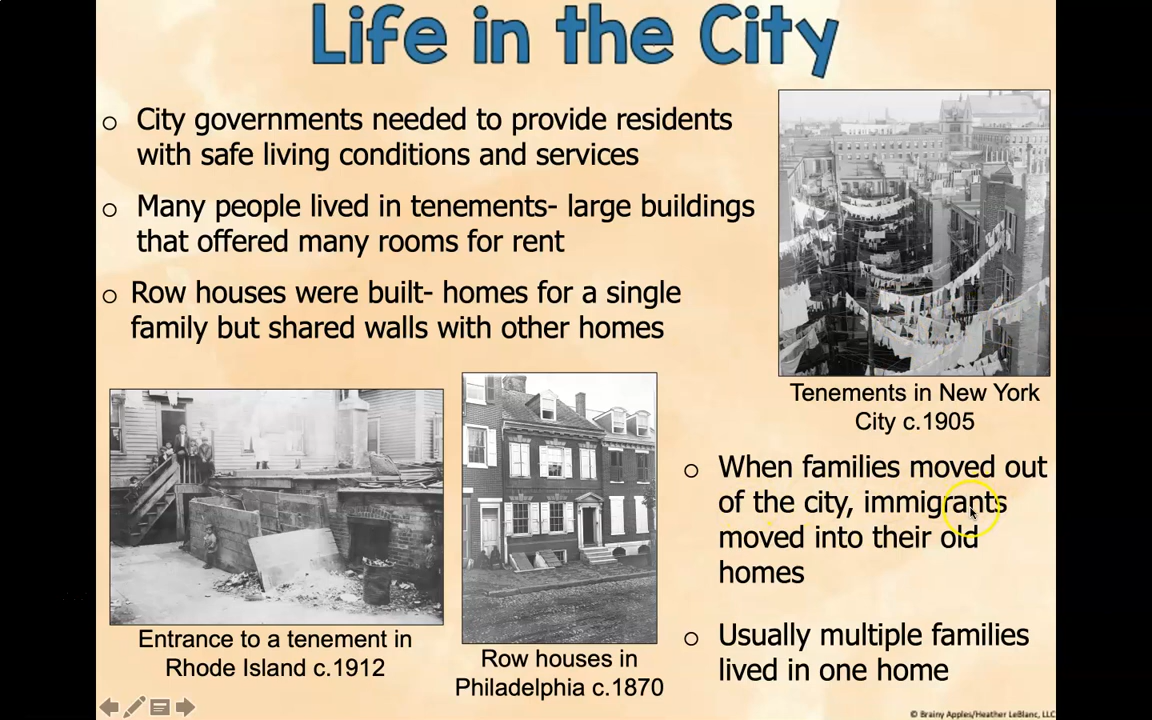 Life in the City
○ City governments needed to provide residents
with safe living conditions and services
○ Many people lived in tenements- large buildings
that offered many rooms for rent
○ Row houses were built- homes for a single
family but shared walls with other homes
Tenements in New York
City c.1905
Entrance to a tenement in
Rhode Island c.1912
Row houses in
Philadelphia c.1870
○ When families moved out
of the city, immigrants
moved into their old
homes
○ Usually multiple families
lived in one home
© Brainy Apples/Heather LeBlanc, LLC